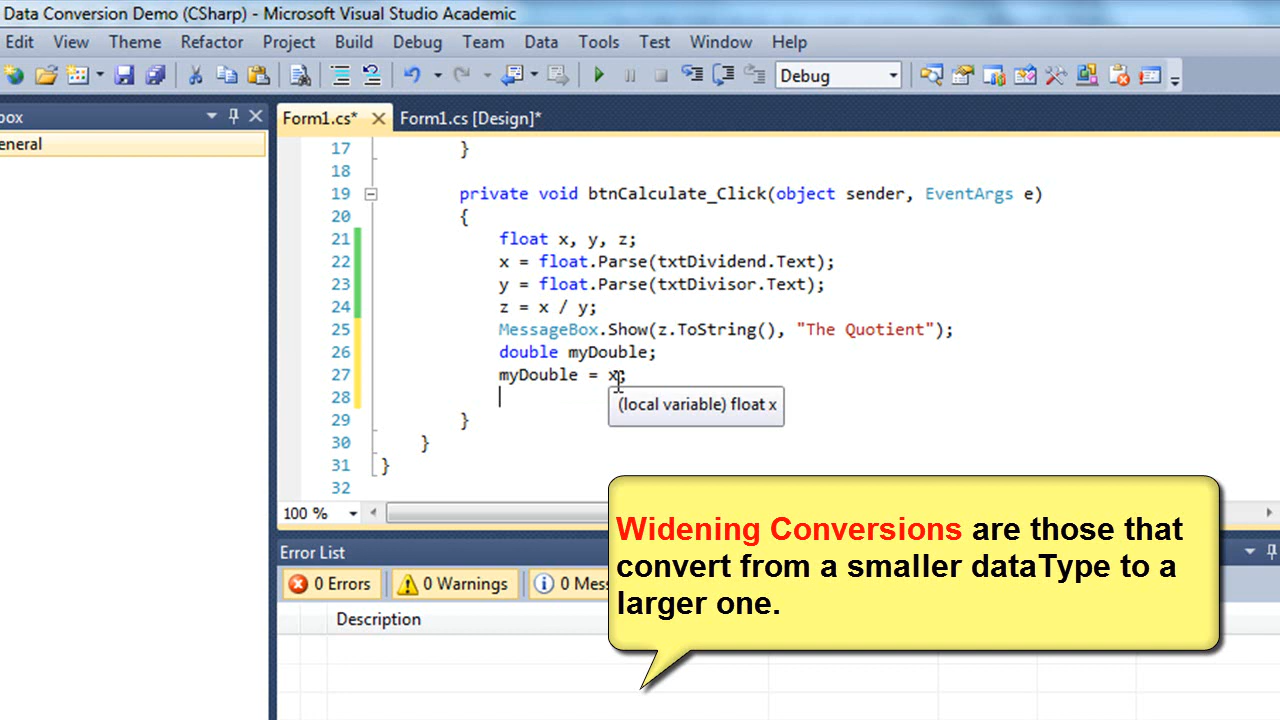 Data Conversion Demo (CSharp) - Microsoft Visual Studio Academic
Edit View Theme Refactor Project Build Debug Team Data Tools Test Window Help
Debug
box
Form1.cs* Form1.cs [Design]*
eneral
17 }
18
19 private void btnCalculate_Click(object sender, EventArgs e)
20 {
21 float x, y, z;
22 x = float.Parse(txtDividend.Text);
23 y = float.Parse(txtDivisor.Text);
24 z = x / y;
25 MessageBox.Show(z.ToString(), "The Quotient");
26 double myDouble;
27 myDouble = x;
28
(local variable) float x
29 }
30 }
31 }
32
100 %
Widening Conversions are those that
convert from a smaller dataType to a
larger one.
Error List
0 Errors 0 Warnings 0 Mess
Description